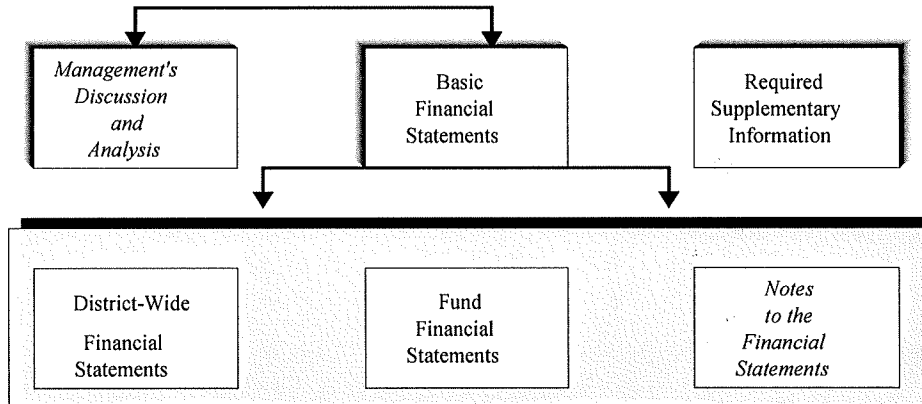 Management's
Discussion
and
Analysis
Basic
Financial
Statements
Required
Supplementary
Information
District-Wide
Financial
Statements
Fund
Financial
Statements
Notes
to the
Financial
Statements